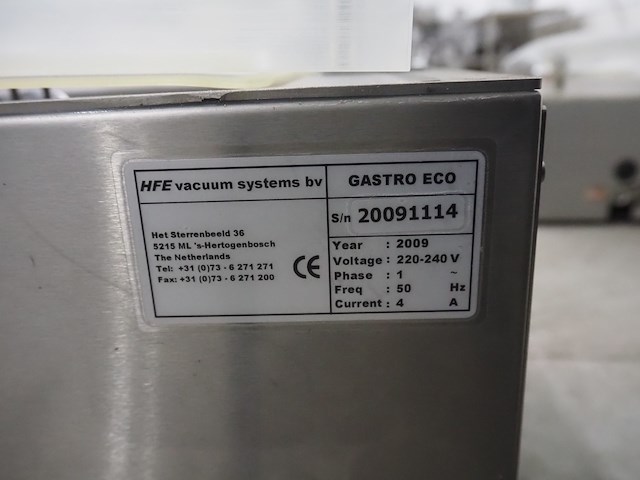 HFE vacuum systems bv
Het Sterrenbeeld 36
5215 ML 's-Hertogenbosch
The Netherlands
Tel: +31 (0)73 - 6 271 271
Fax: +31 (0)73 - 6 271 200
CE
GASTRO ECO
S/n 20091114
Year : 2009
Voltage : 220-240 V
Phase : 1 ~
Freq : 50 Hz
Current : 4 A